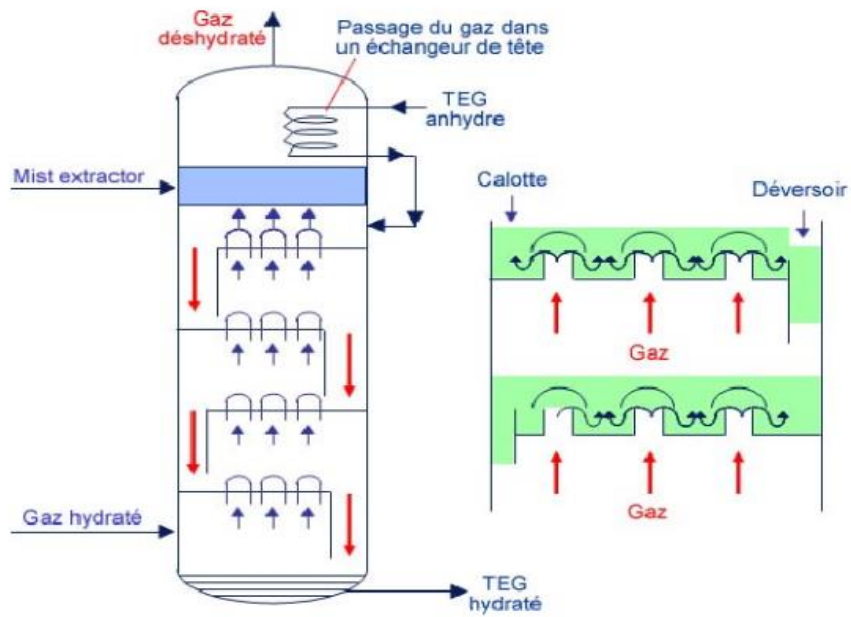 Gaz
déshydraté
Passage du gaz dans
un échangeur de tête
TEG
anhydre
Mist extractor
Calotte
Déversoir
Gaz
Gaz hydraté
Gaz
TEG
hydraté